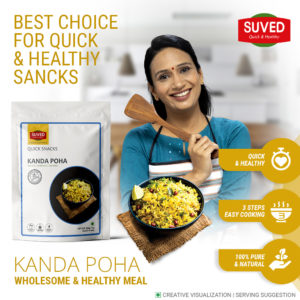 BEST CHOICE
FOR QUICK
& HEALTHY
SANCKS
SUVED
Quick & Healthy
SUVED
QUICK SNACKS
KANDA POHA
QUICK
& HEALTHY
3 STEPS
EASY COOKING
100% PURE
& NATURAL
KANDA POHA
WHOLESOME & HEALTHY MEAL
CREATIVE VISUALIZATION | SERVING SUGGESTION